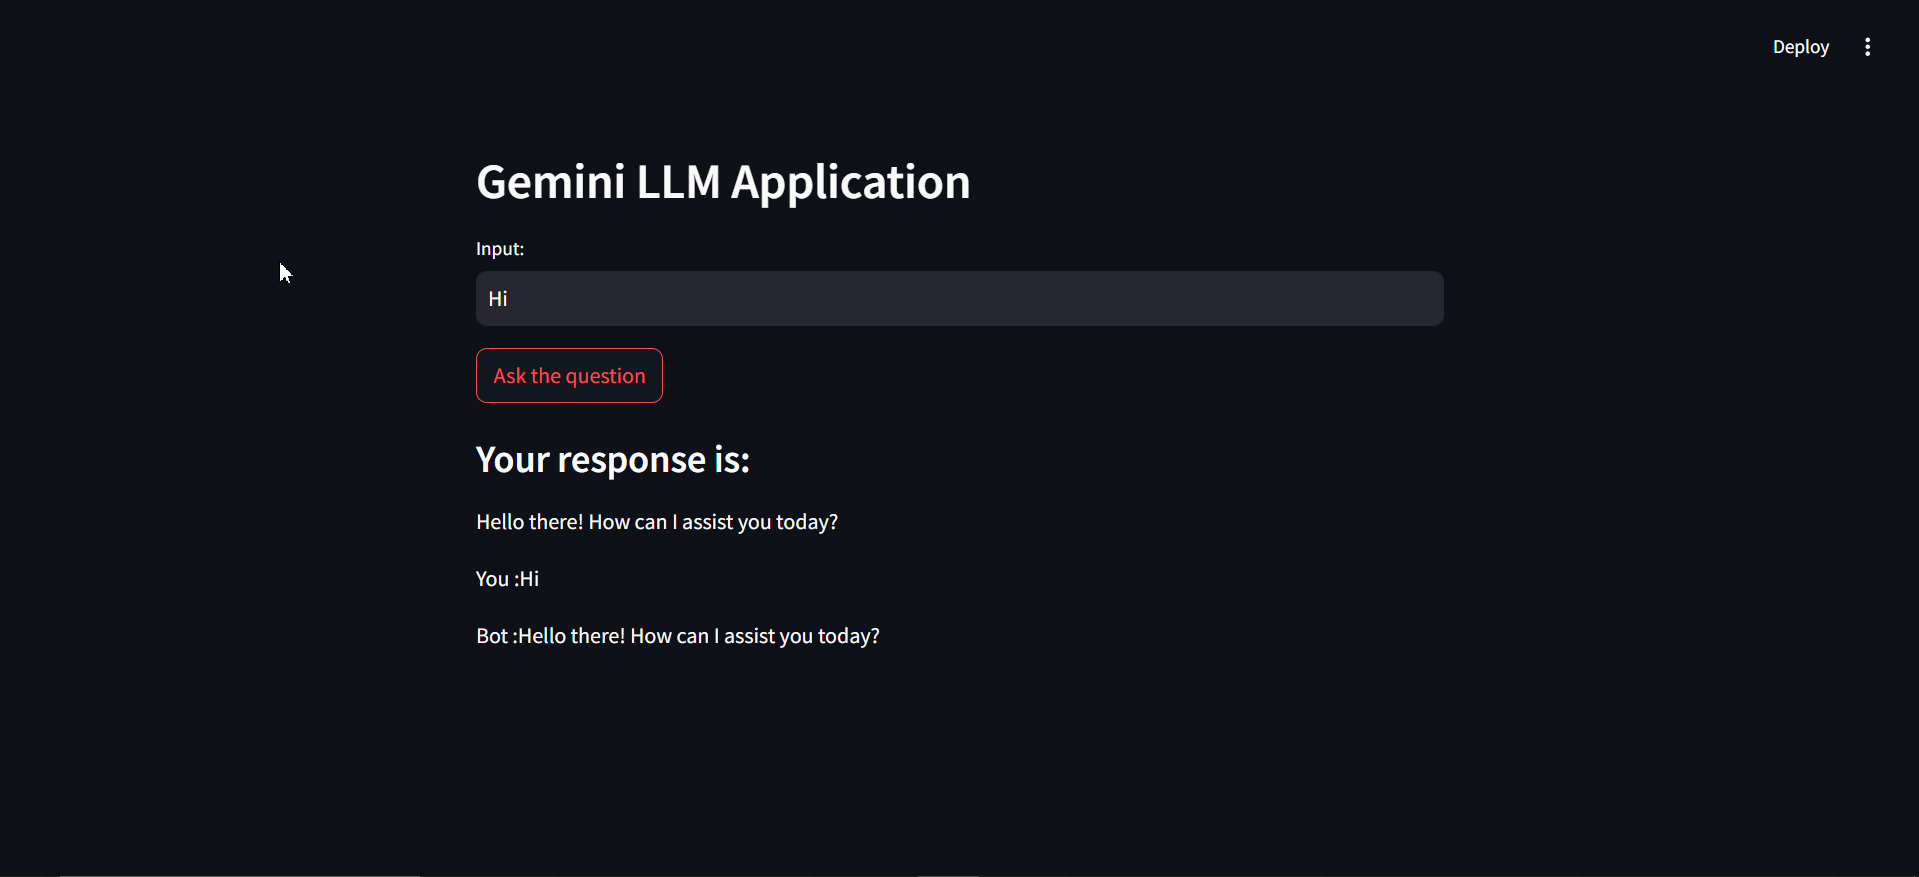 Deploy
Gemini LLM Application
Input:
Hi
Ask the question
Your response is:
Hello there! How can I assist you today?
You :Hi
Bot :Hello there! How can I assist you today?